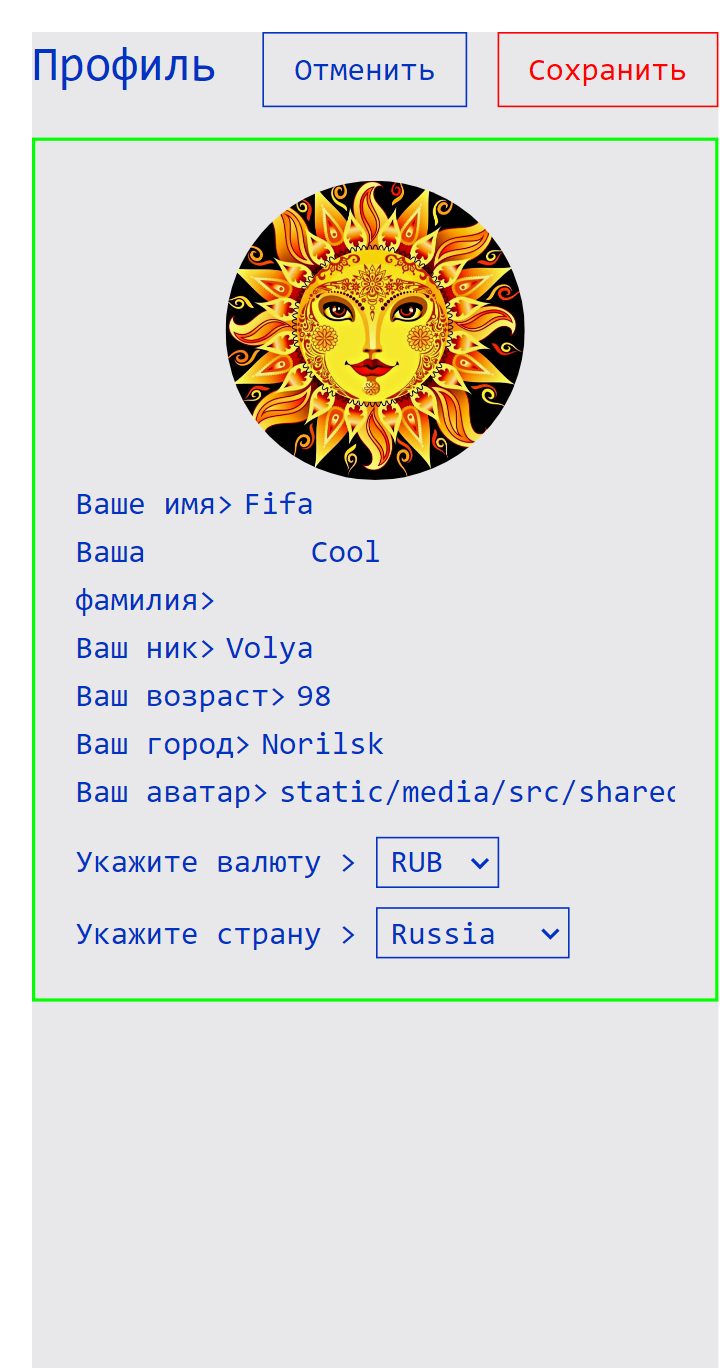 Профиль Отменить Сохранить
Ваше имя> Fifa
Ваша Cool
фамилия>
Ваш ник> Volya
Ваш возраст> 98
Ваш город> Norilsk
Ваш аватар> static/media/src/shared
Укажите валюту > RUB
Укажите страну > Russia